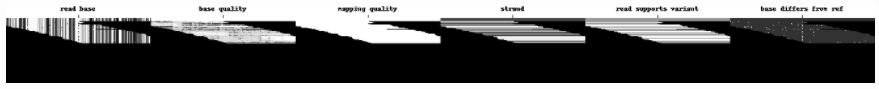 read base
base quality
mapping quality
strand
read supports variant
base differs from ref